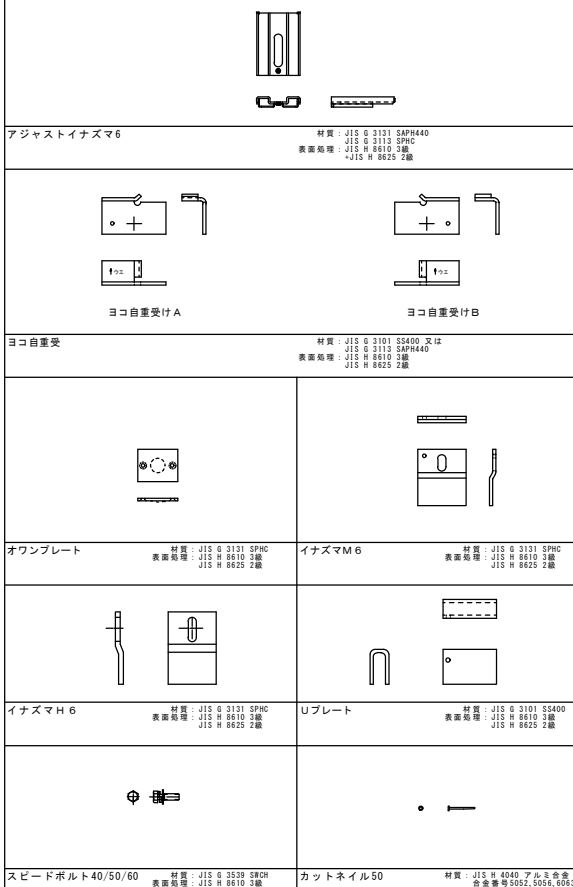 アジャストイナズマ6
材質：JIS G 3131 SAPH440
JIS G 3113 SPHC
表面処理：JIS H 8610 3級
+JIS H 8625 2級
ウエ
ウエ
ヨコ自重受けA
ヨコ自重受けB
ヨコ自重受
材質：JIS G 3101 SS400 又は
JIS G 3113 SAPH440
表面処理：JIS H 8610 3級
JIS H 8625 2級
オワンプレート
材質：JIS G 3131 SPHC
表面処理：JIS H 8610 3級
JIS H 8625 2級
イナズマM6
材質：JIS G 3131 SPHC
表面処理：JIS H 8610 3級
JIS H 8625 2級
イナズマH6
材質：JIS G 3131 SPHC
表面処理：JIS H 8610 3級
JIS H 8625 2級
Uプレート
材質：JIS G 3101 SS400
表面処理：JIS H 8610 3級
JIS H 8625 2級
スピードボルト40/50/60
材質：JIS G 3539 SWCH
表面処理：JIS H 8610 3級
カットネイル50
材質：JIS H 4040 アルミ合金
合金番号5052,5056,6063